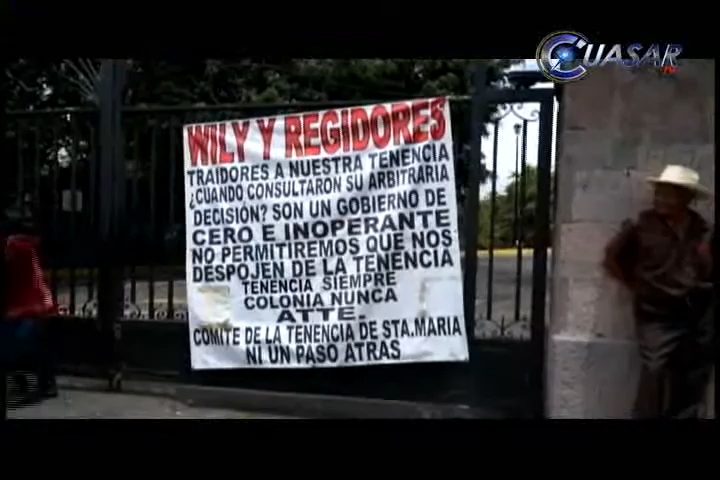 CUASAR
TV
WILY Y REGIDORES
TRAIDORES A NUESTRA TENENCIA
¿CUANDO CONSULTARON SU ARBITRARIA
DECISIÓN? SON UN GOBIERNO DE
CERO E INOPERANTE
NO PERMITIREMOS QUE NOS
DESPOJEN DE LA TENENCIA
TENENCIA SIEMPRE
COLONIA NUNCA
ATTE.
COMITE DE LA TENENCIA DE STA.MARIA
NI UN PASO ATRAS